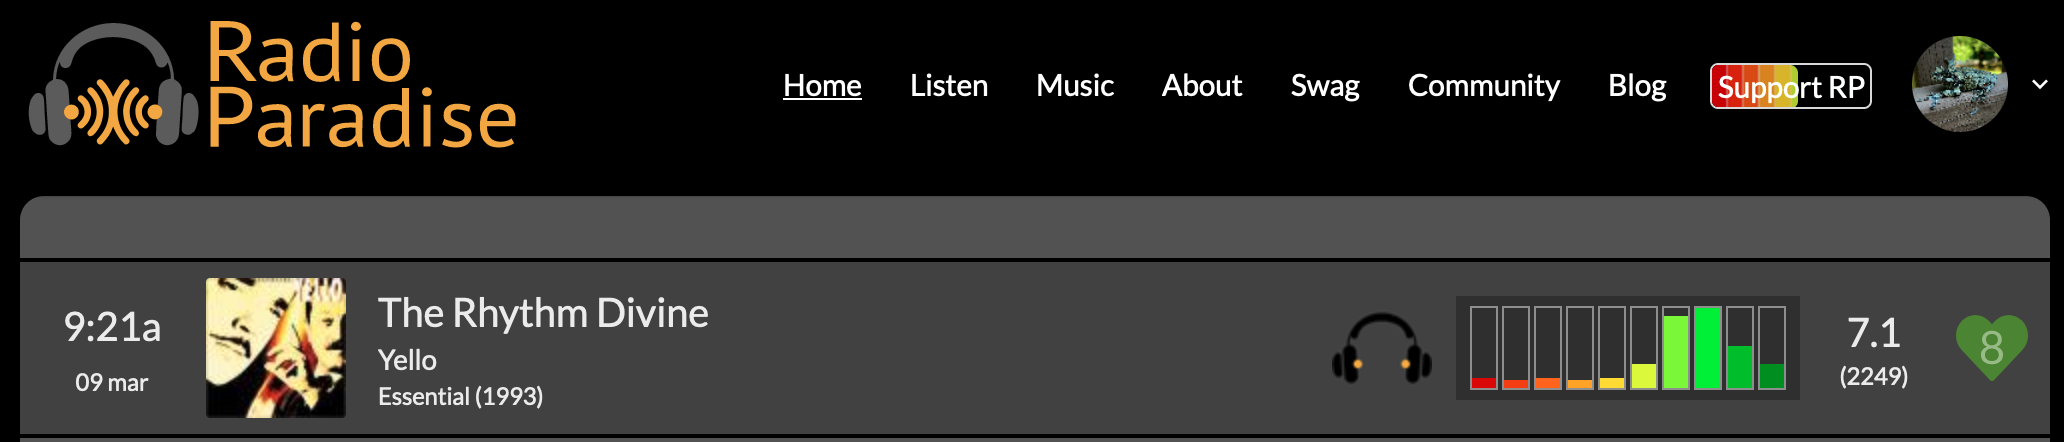 Radio
Paradise
Home Listen Music About Swag Community Blog Support RP
9:21a
09 mar
YELLO
The Rhythm Divine
Yello
Essential (1993)
7.1
(2249)
8